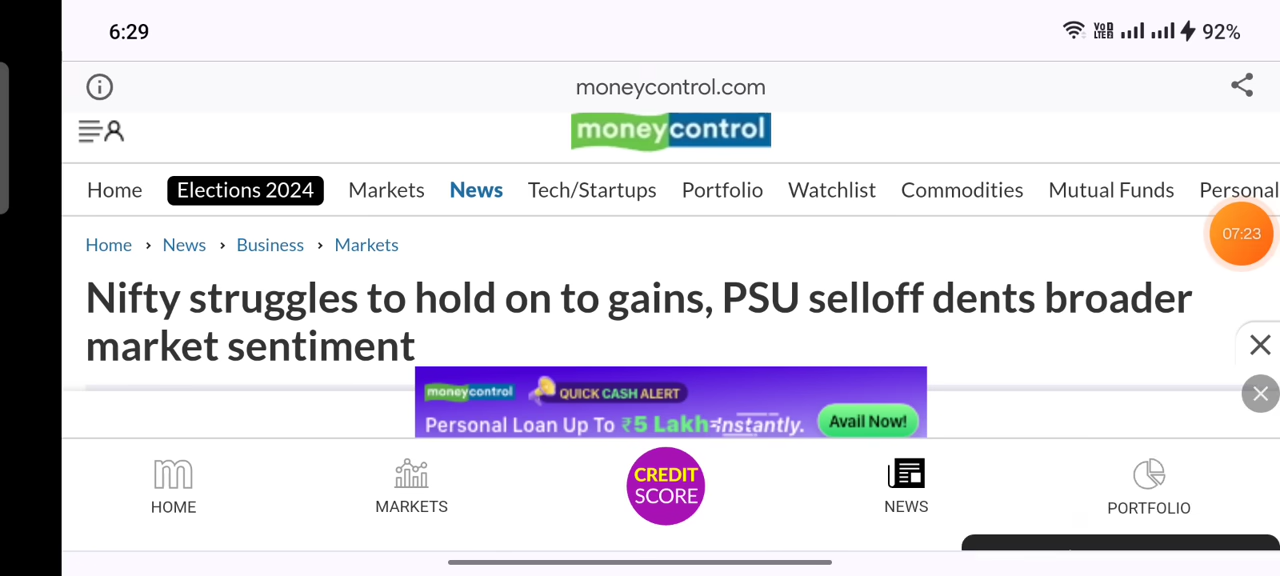 6:29
VoD LTED 92%
moneycontrol.com
moneycontrol
Home Elections 2024 Markets News Tech/Startups Portfolio Watchlist Commodities Mutual Funds Personal
07:23
Home › News › Business › Markets
Nifty struggles to hold on to gains, PSU selloff dents broader
market sentiment
moneycontrol QUICK CASH ALERT
Personal Loan Up To ₹5 Lakh Instantly. Avail Now!
CREDIT
SCORE
HOME MARKETS NEWS PORTFOLIO